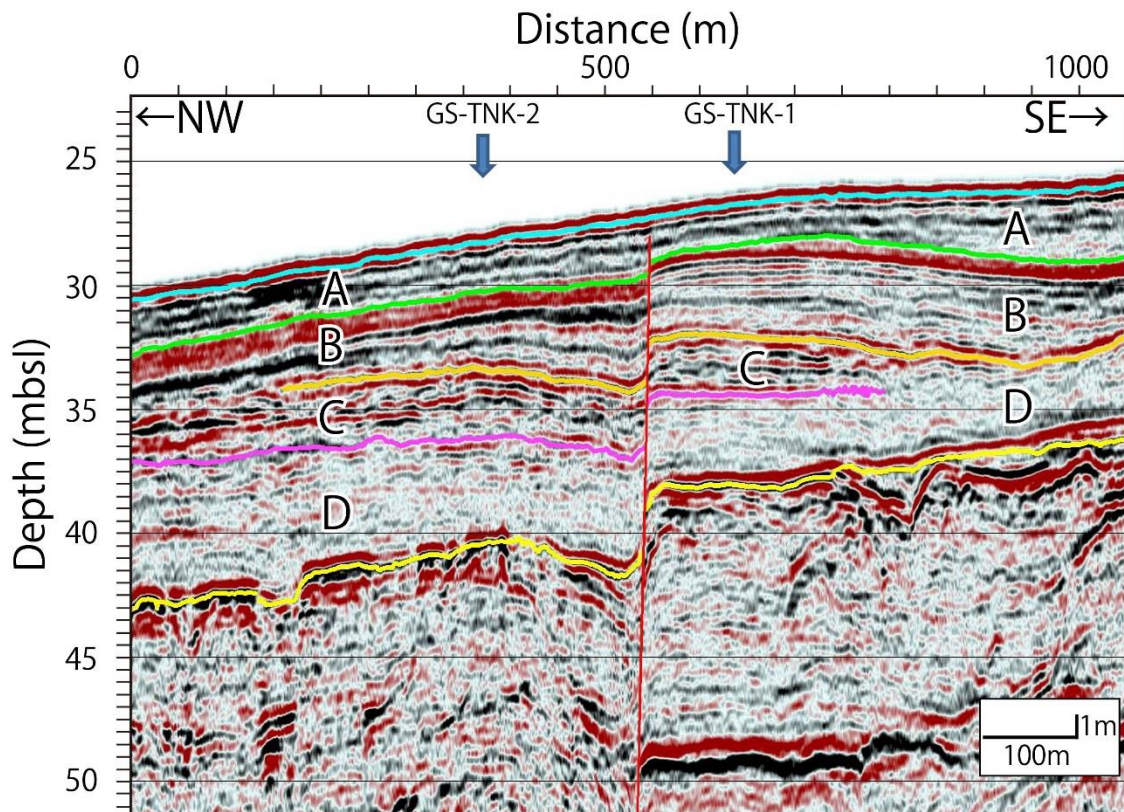 Distance (m)
0 500 1000
←NW GS-TNK-2 GS-TNK-1 SE→
Depth (mbsl)
25
30
35
40
45
50
A
A
B
B
C
C
D
D
1m
100m